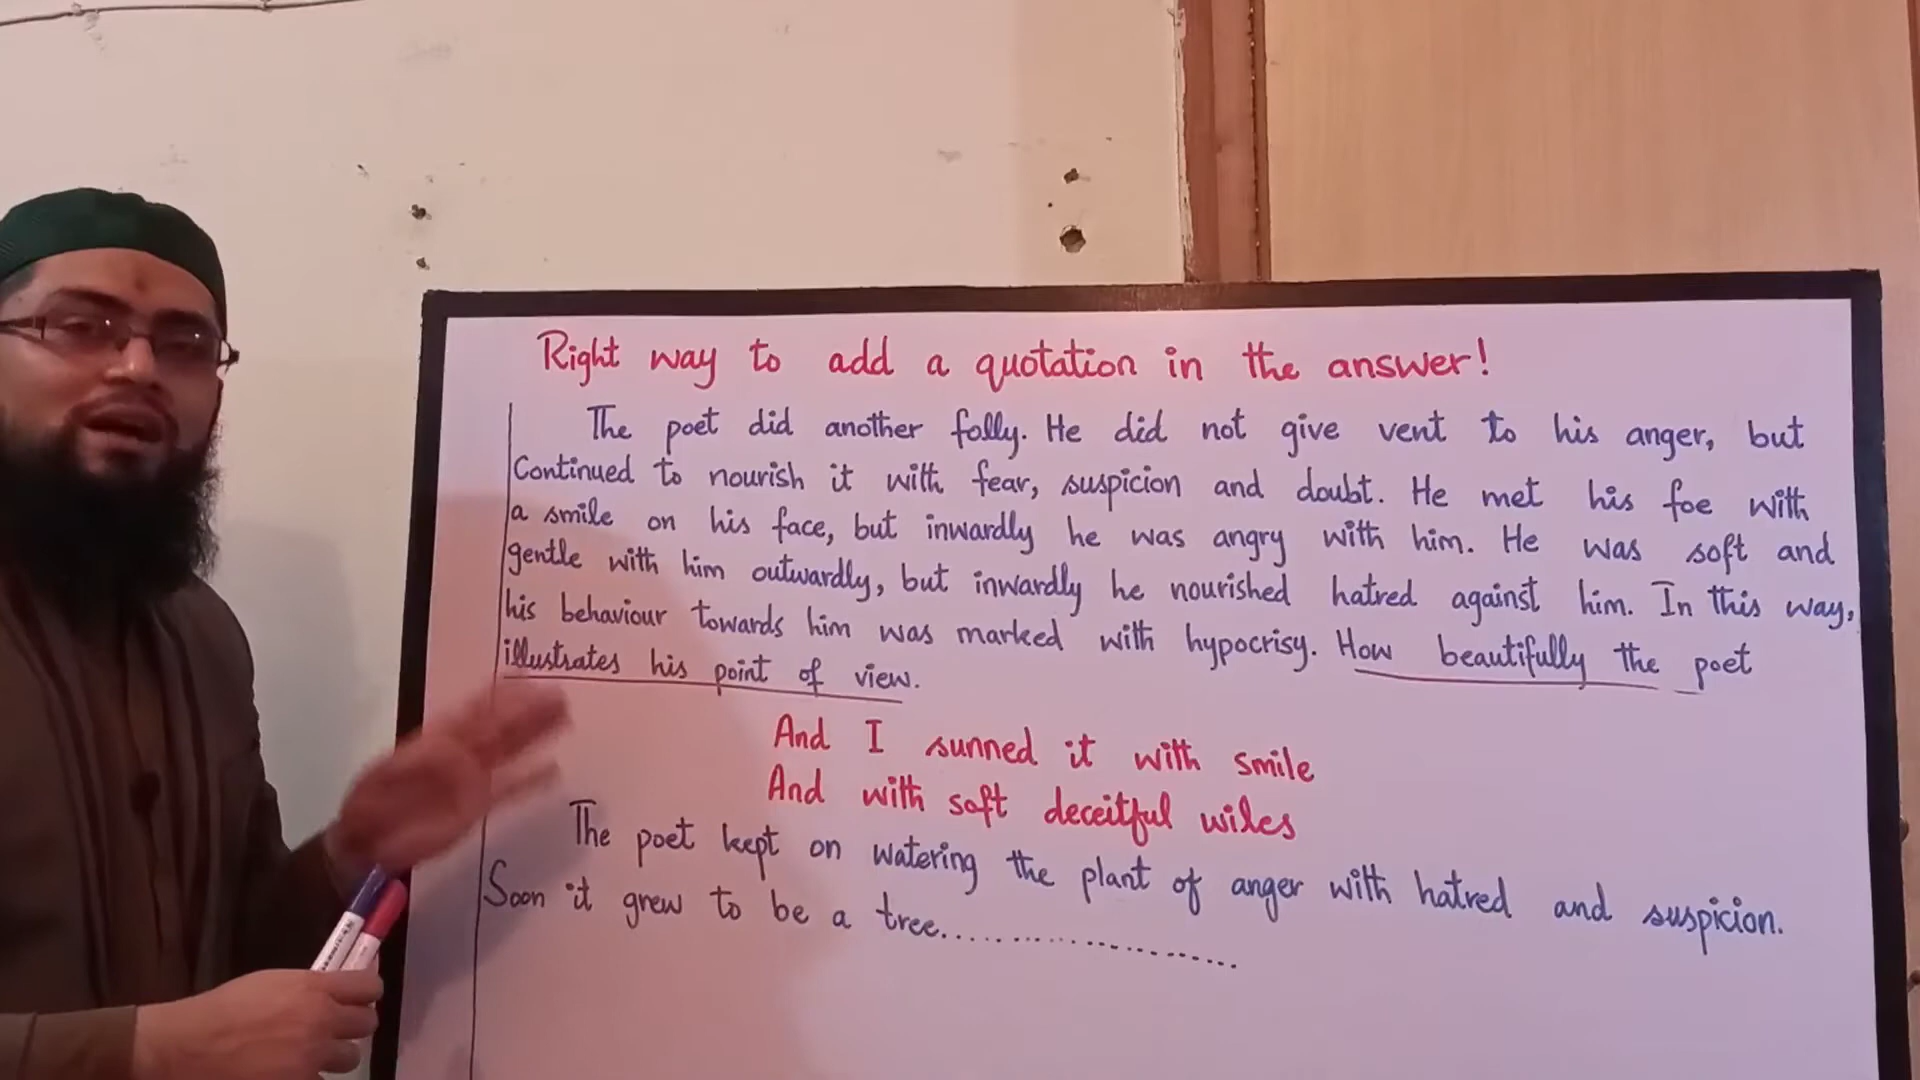 Right way to add a quotation in the answer!
The poet did another folly. He did not give vent to his anger, but
Continued to nourish it with fear, suspicion and doubt. He met his foe with
a smile on his face, but inwardly he was angry with him. He was soft and
gentle with him outwardly, but inwardly he nourished hatred against him. In this way,
his behaviour towards him was marked with hypocrisy. How beautifully the poet
illustrates his point of view.
And I sunned it with smile
And with soft deceitful wiles
The poet kept on watering the plant of anger with hatred and suspicion.
Soon it grew to be a tree......................